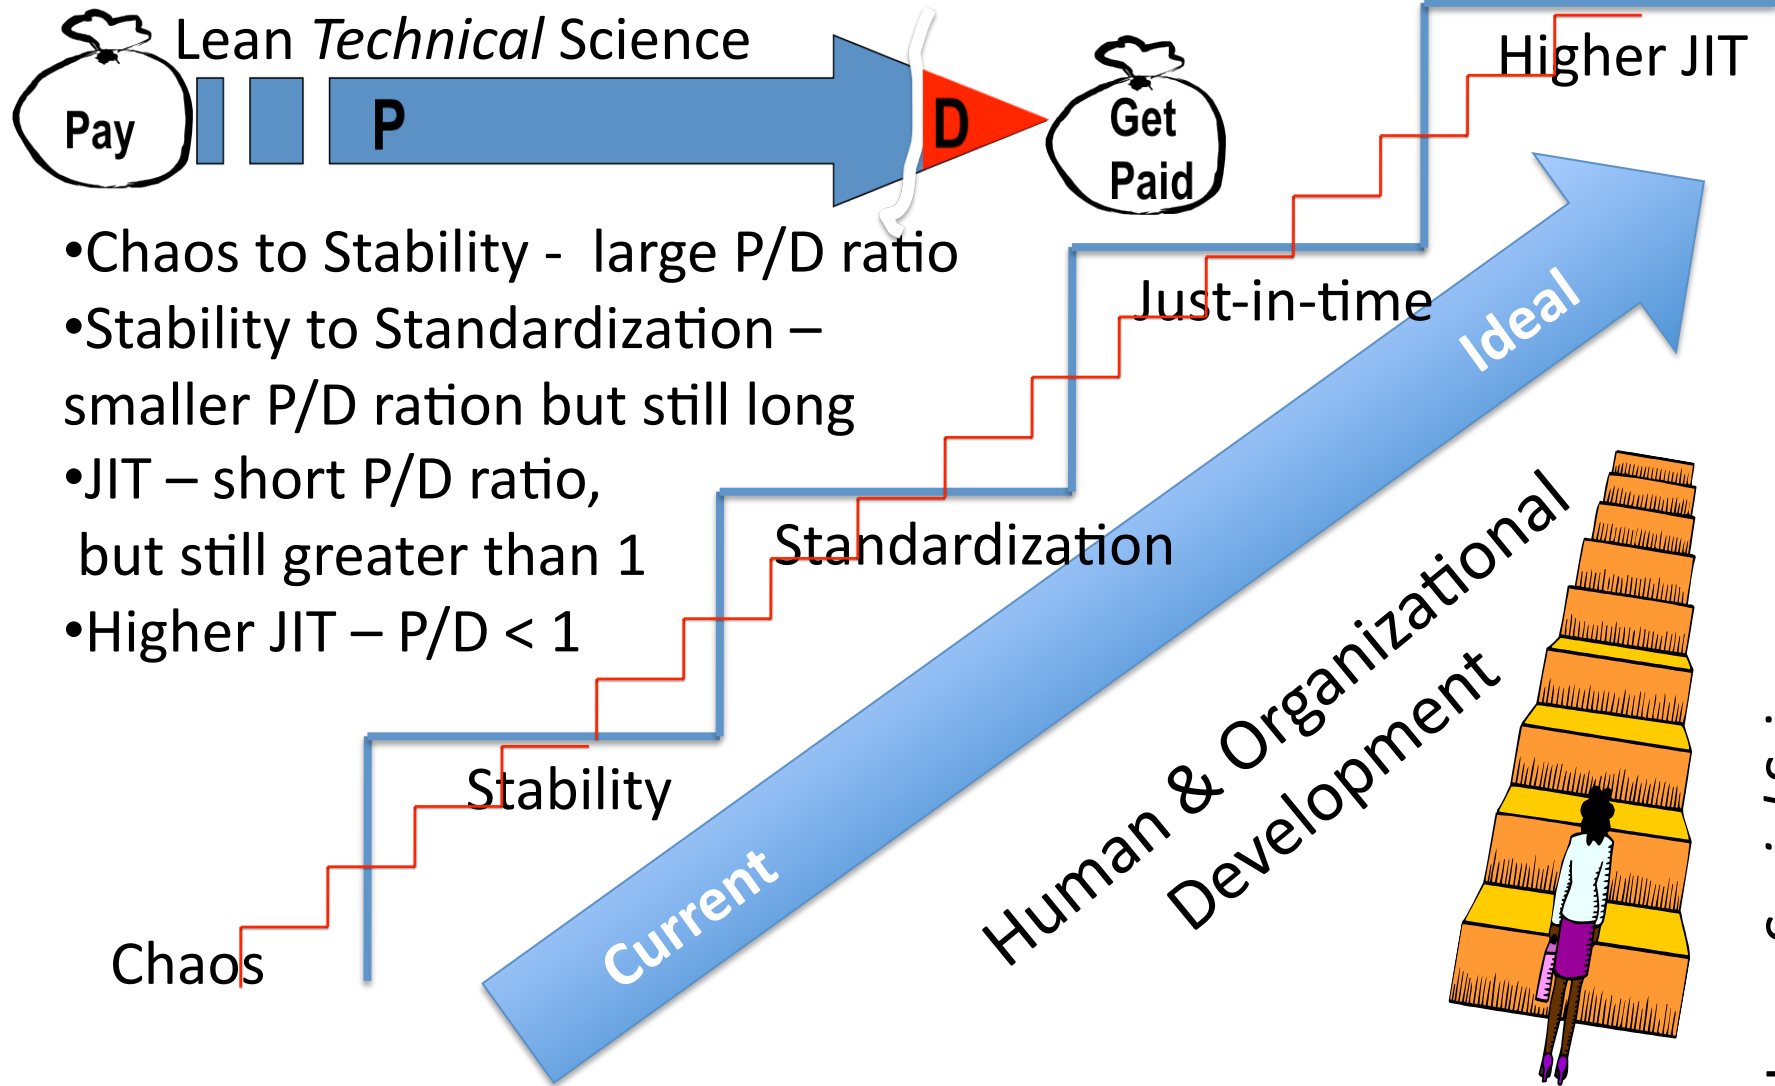 Lean Technical Science
Pay
P
D
Get
Paid
Higher JIT
•Chaos to Stability -  large P/D ratio
•Stability to Standardization –
smaller P/D ration but still long
•JIT – short P/D ratio,
but still greater than 1
•Higher JIT – P/D < 1
Just-in-time
Ideal
Standardization
Human & Organizational
Development
Stability
Current
Chaos